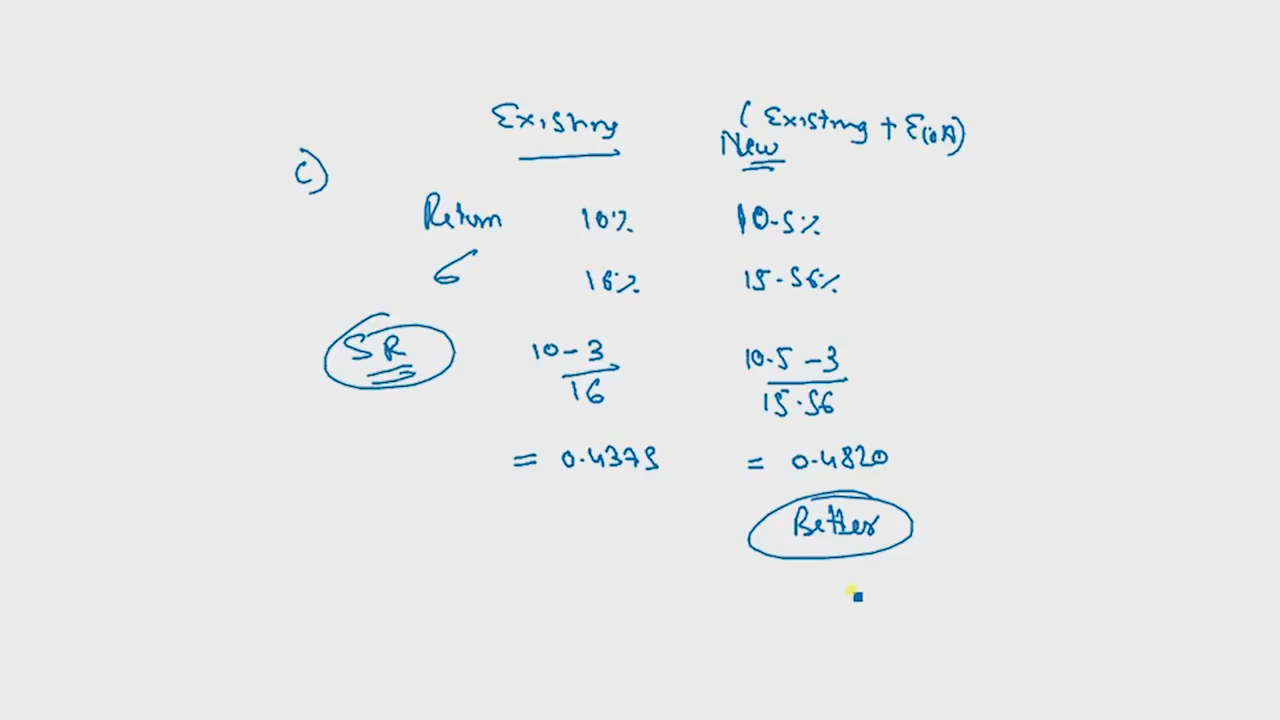 Existing (Existing + E(OA)
New
c)
Return 10% 10.5%
σ 16% 15.56%
SR 10-3 10.5-3
16 15.56
= 0.4375 = 0.4820
Better